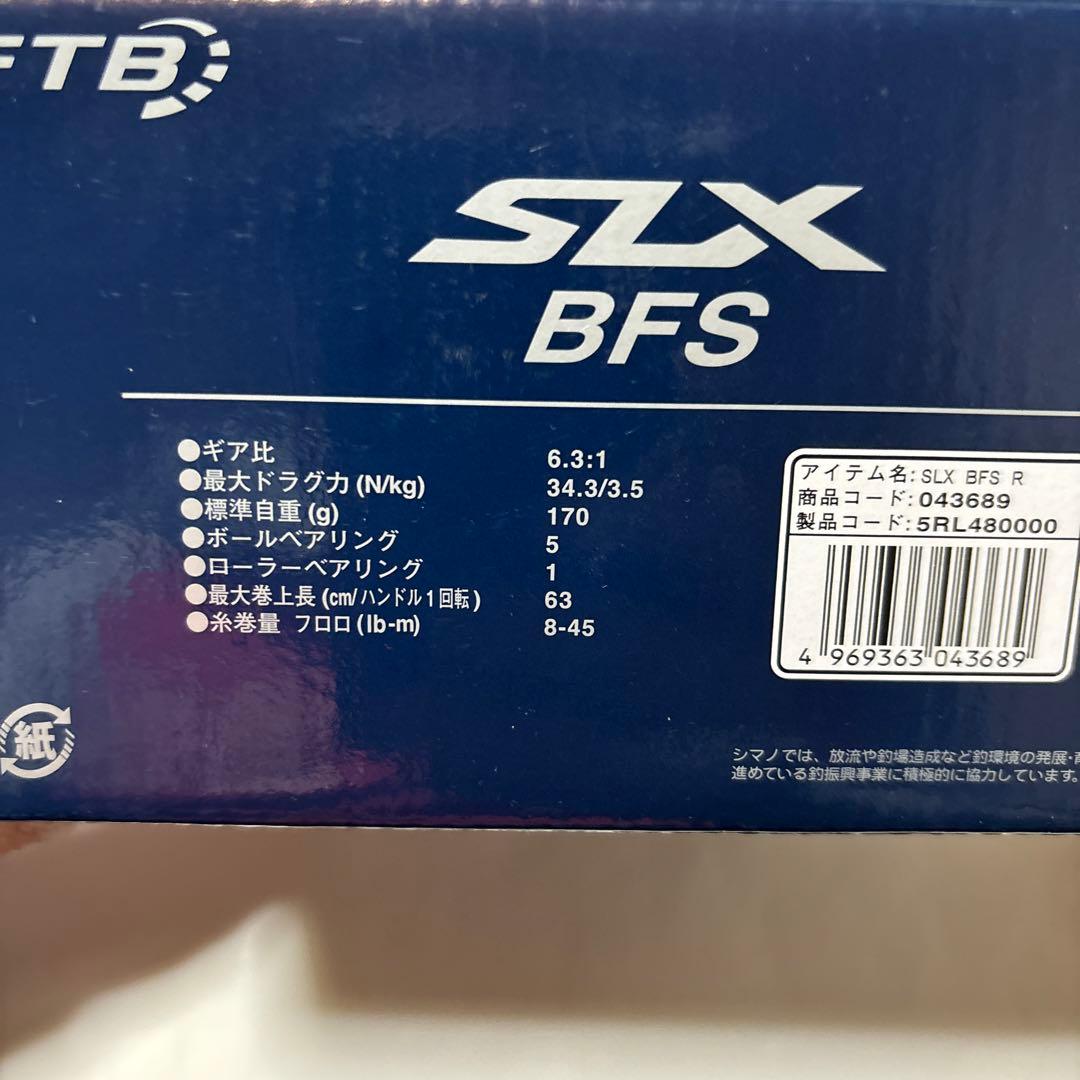 FTB
SLX
BFS
●ギア比 6.3:1
●最大ドラグ力(N/kg) 34.3/3.5
●標準自重(g) 170
●ボールベアリング 5
●ローラーベアリング 1
●最大巻上長(cm/ハンドル1回転) 63
●糸巻量 フロロ(lb-m) 8-45
アイテム名:SLX BFS R
商品コード:043689
製品コード:5RL480000
4 969363 043689
紙
シマノでは、放流や釣場造成など釣環境の発展・
進めている釣振興事業に積極的に協力しています。